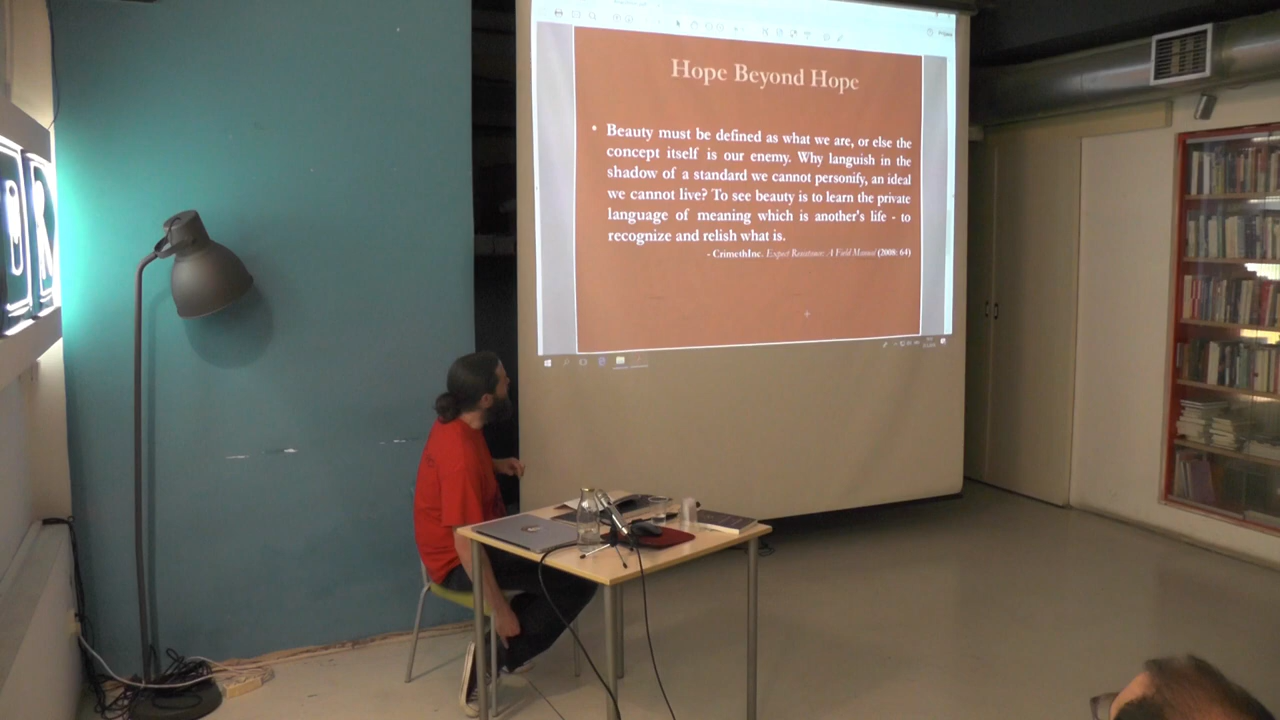 Hope Beyond Hope
• Beauty must be defined as what we are, or else the
concept itself is our enemy. Why languish in the
shadow of a standard we cannot personify, an ideal
we cannot live? To see beauty is to learn the private
language of meaning which is another's life - to
recognize and relish what is.
- CrimethInc. Expect Resistance: A Field Manual (2008: 64)